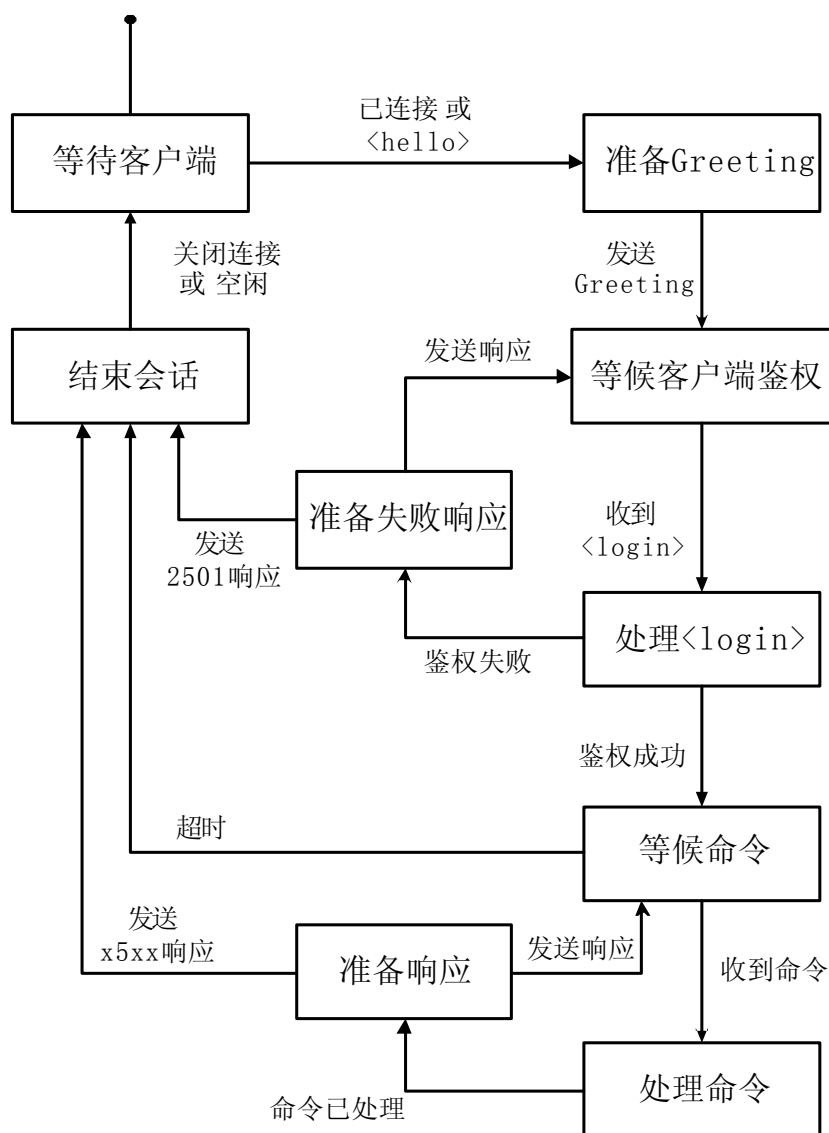 已连接 或
<hello>
等待客户端
准备Greeting
关闭连接
或 空闲
发送
Greeting
结束会话
发送响应
等候客户端鉴权
准备失败响应
发送
2501响应
收到
<login>
鉴权失败
处理<login>
鉴权成功
超时
等候命令
发送
x5xx响应
准备响应
发送响应
收到命令
命令已处理
处理命令